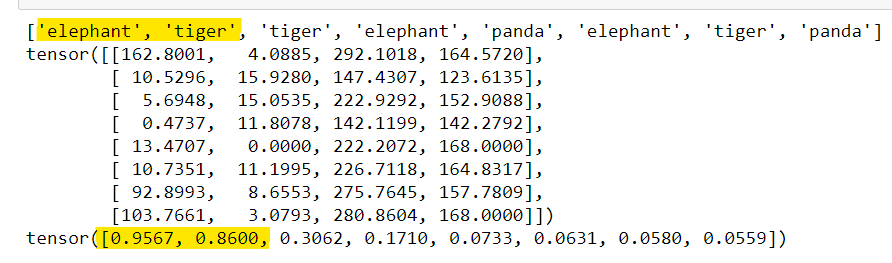 ['elephant', 'tiger', 'tiger', 'elephant', 'panda', 'elephant', 'tiger', 'panda']
tensor([[162.8001,   4.0885, 292.1018, 164.5720],
        [ 10.5296,  15.9280, 147.4307, 123.6135],
        [  5.6948,  15.0535, 222.9292, 152.9088],
        [  0.4737,  11.8078, 142.1199, 142.2792],
        [ 13.4707,   0.0000, 222.2072, 168.0000],
        [ 10.7351,  11.1995, 226.7118, 164.8317],
        [ 92.8993,   8.6553, 275.7645, 157.7809],
        [103.7661,   3.0793, 280.8604, 168.0000]])
tensor([0.9567, 0.8600, 0.3062, 0.1710, 0.0733, 0.0631, 0.0580, 0.0559])